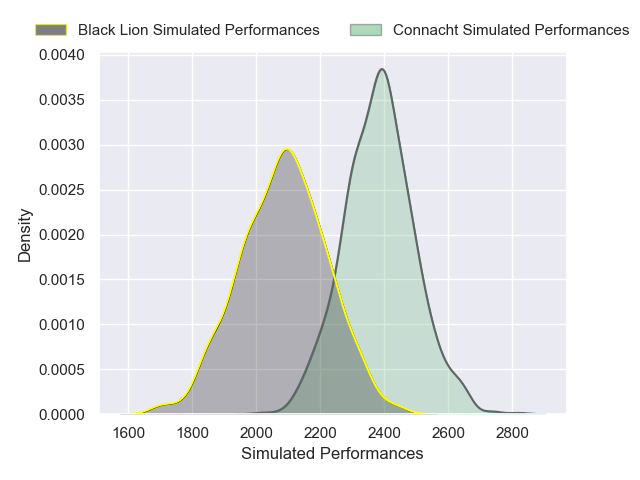 Black Lion Simulated Performances Connacht Simulated Performances
0.0040
0.0035
0.0030
0.0025
0.0020
0.0015
0.0010
0.0005
0.0000
Density
1600 1800 2000 2200 2400 2600 2800
Simulated Performances